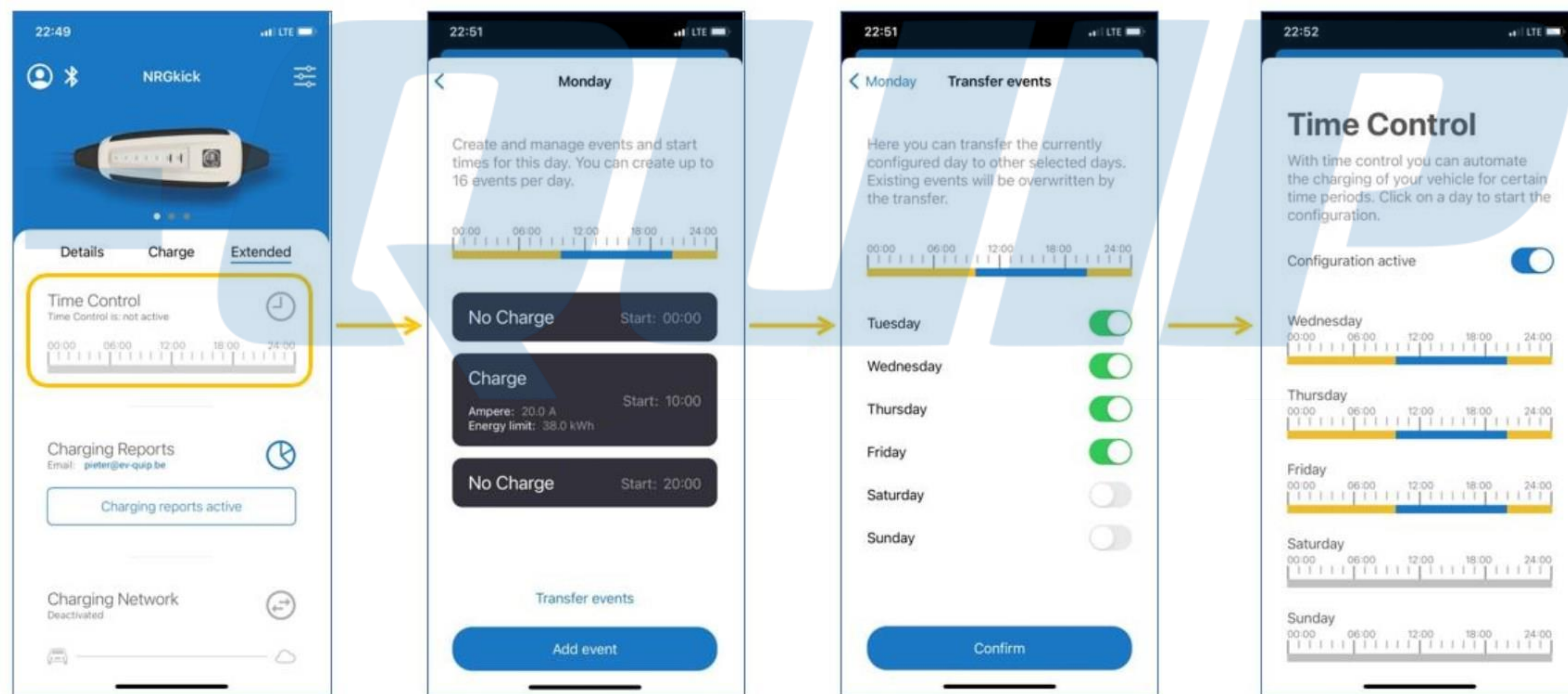 22:49
LTE
NRGkick
Details Charge Extended
Time Control
Time Control is: not active
00:00 06:00 12:00 18:00 24:00
Charging Reports
Email: pieter@ev-quip.be
Charging reports active
Charging Network
Deactivated
22:51
LTE
Monday
Create and manage events and start
times for this day. You can create up to
16 events per day.
00:00 06:00 12:00 18:00 24:00
No Charge Start: 00:00
Charge
Start: 10:00
Ampere: 20.0 A
Energy limit: 38.0 kWh
No Charge Start: 20:00
Transfer events
Add event
22:51
LTE
Monday Transfer events
Here you can transfer the currently
configured day to other selected days.
Existing events will be overwritten by
the transfer.
00:00 06:00 12:00 18:00 24:00
Tuesday
Wednesday
Thursday
Friday
Saturday
Sunday
Confirm
22:52
LTE
Time Control
With time control you can automate
the charging of your vehicle for certain
time periods. Click on a day to start the
configuration.
Configuration active
Wednesday
00:00 06:00 12:00 18:00 24:00
Thursday
00:00 06:00 12:00 18:00 24:00
Friday
00:00 06:00 12:00 18:00 24:00
Saturday
00:00 06:00 12:00 18:00 24:00
Sunday
00:00 06:00 12:00 18:00 24:00
QUIP